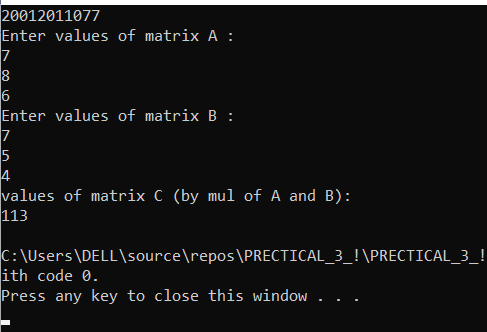 20012011077
Enter values of matrix A :
7
8
6
Enter values of matrix B :
7
5
4
values of matrix C (by mul of A and B):
113
C:\Users\DELL\source\repos\PRECTICAL_3_!\PRECTICAL_3_!
ith code 0.
Press any key to close this window . . .